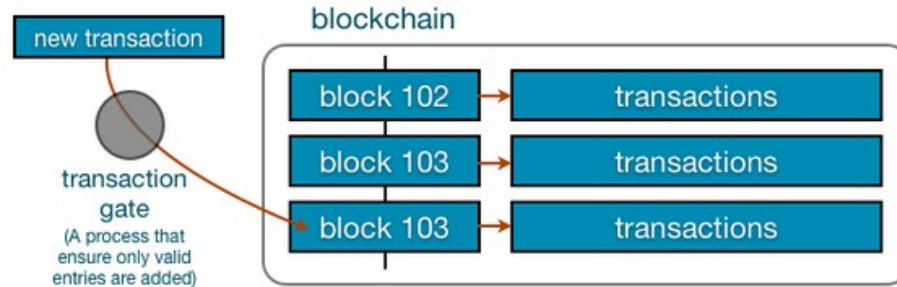 blockchain
new transaction
block 102
transactions
block 103
transactions
block 103
transactions
transaction
gate
(A process that
ensure only valid
entries are added)